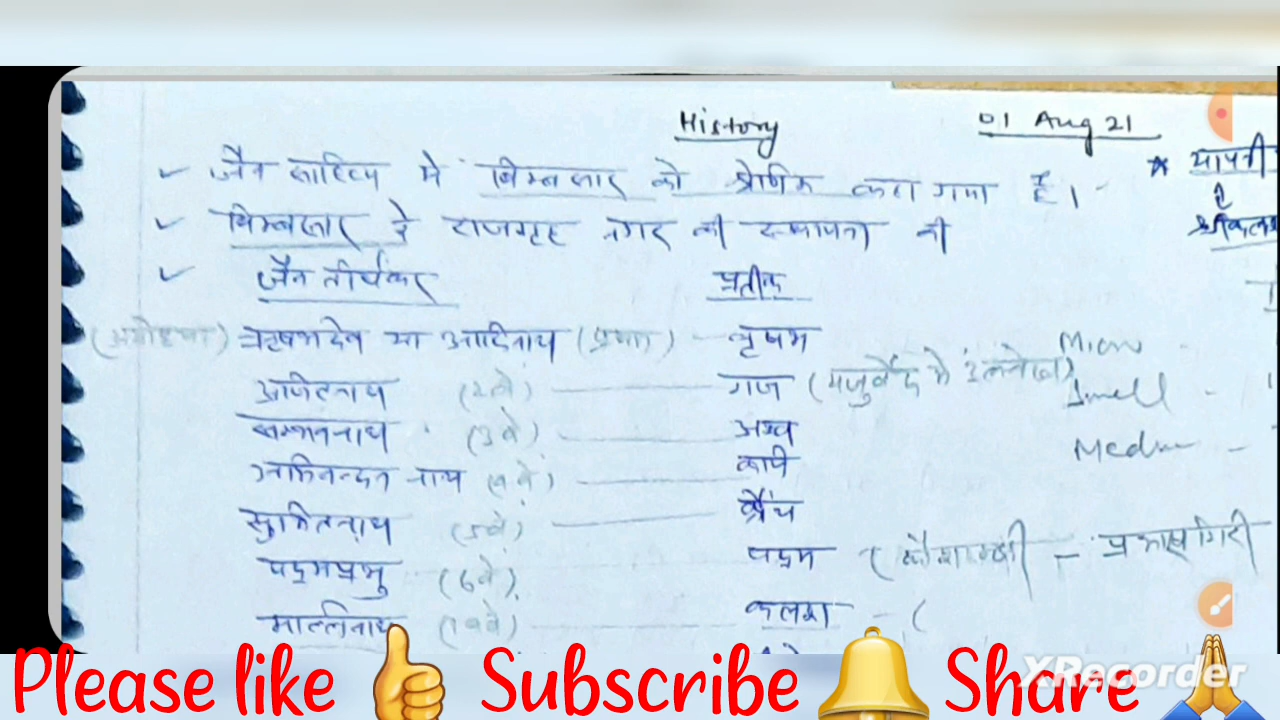 History
01 Aug 21
✓ जैन साहित्य में बिम्बसार को श्रेणिक कहा गया है।
✓ बिम्बसार ने राजगृह नगर की स्थापना की
✓ जैन तीर्थंकर प्रतीक
(अयोध्या) ऋषभदेव या आदिनाथ (प्रथम) — वृषभ
अजितनाथ (2वें) — गज (यजुर्वेद में उल्लेख)
सम्भवनाथ (3वें) — अश्व
अभिनन्दन नाथ (4वें) — कपि
सुमितनाथ (5वें) — क्रौंच
पद्मप्रभु (6वें) पद्म (कौशाम्बी – प्रभासगिरी
मल्लिनाथ (19वें) — कलश – (
Please like Subscribe Share
XRecorder